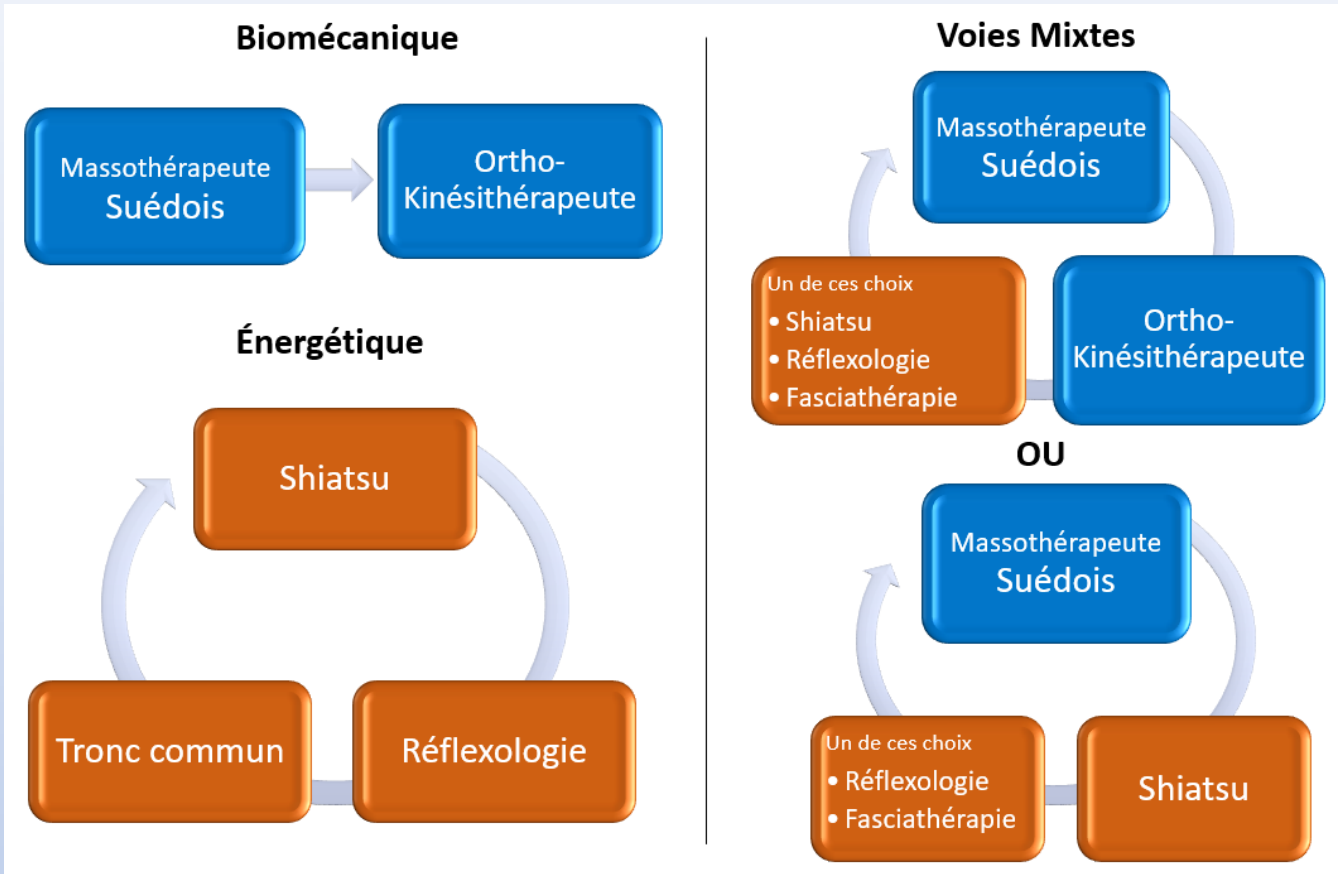 Biomécanique
Massothérapeute
Suédois
Ortho-
Kinésithérapeute
Énergétique
Shiatsu
Tronc commun
Réflexologie
Voies Mixtes
Massothérapeute
Suédois
Un de ces choix
• Shiatsu
• Réflexologie
• Fasciathérapie
Ortho-
Kinésithérapeute
OU
Massothérapeute
Suédois
Un de ces choix
• Réflexologie
• Fasciathérapie
Shiatsu